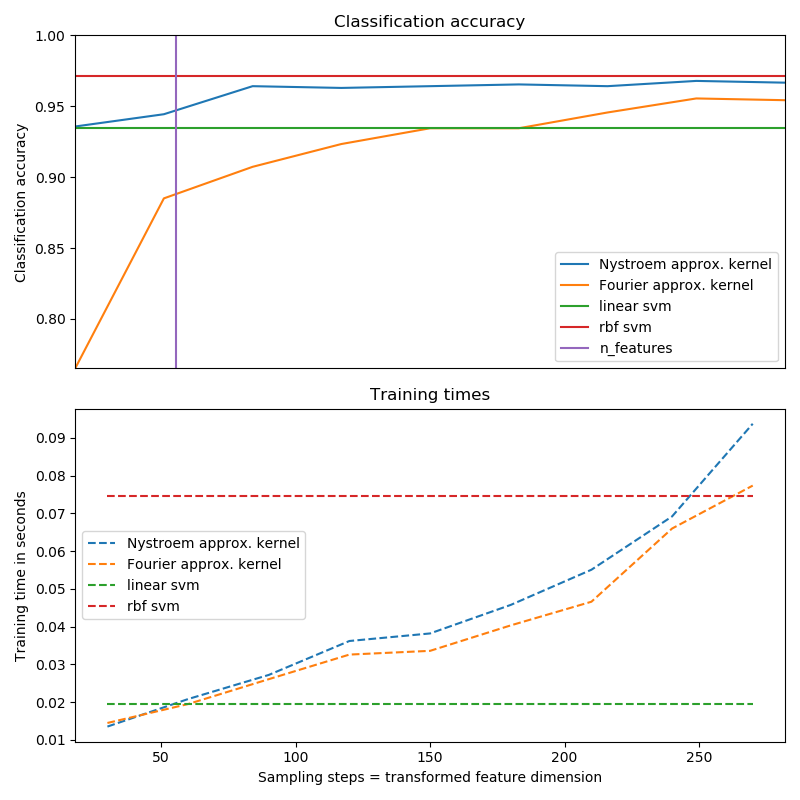 Classification accuracy
1.00
0.95
0.90
0.85
0.80
Classification accuracy
Nystroem approx. kernel
Fourier approx. kernel
linear svm
rbf svm
n_features
Training times
0.09
0.08
0.07
0.06
0.05
0.04
0.03
0.02
0.01
Training time in seconds
Nystroem approx. kernel
Fourier approx. kernel
linear svm
rbf svm
50 100 150 200 250
Sampling steps = transformed feature dimension